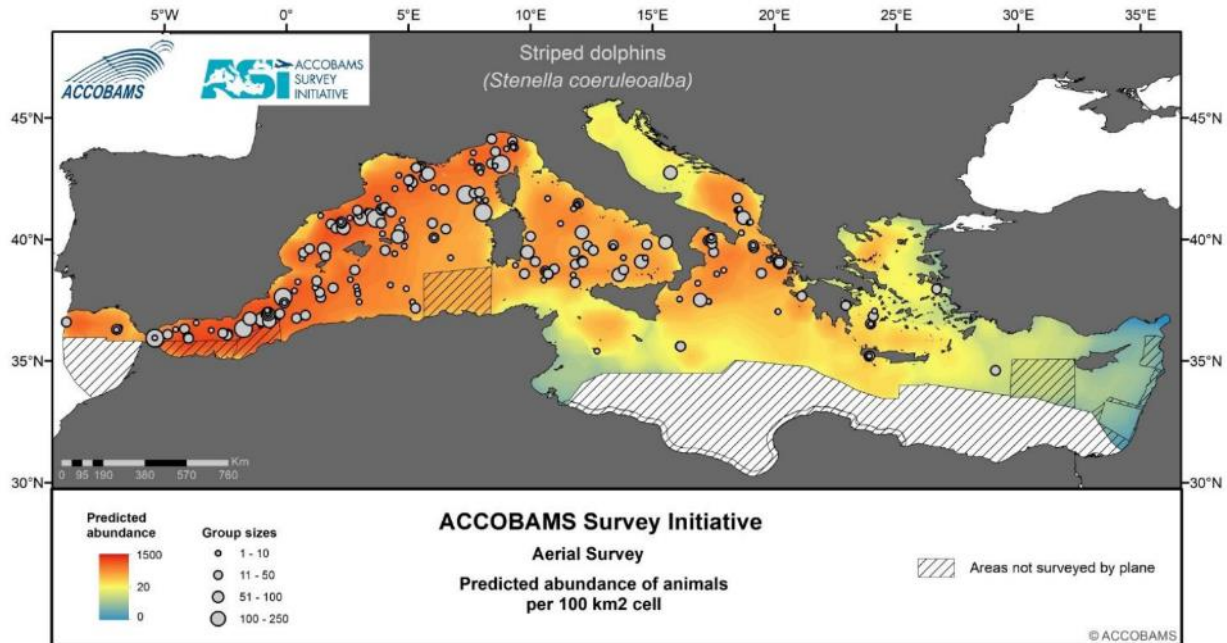 15°W 0° 5°E 10°E 15°E 20°E 25°E 30°E 35°E
ACCOBAMS
ASI ACCOBAMS
SURVEY
INITIATIVE
Striped dolphins
(Stenella coeruleoalba)
45°N 45°N
40°N 40°N
35°N 35°N
30°N 30°N
Km
0 95 190 380 570 760
Predicted
abundance
1500
20
0
Group sizes
1 - 10
11 - 50
51 - 100
100 - 250
ACCOBAMS Survey Initiative
Aerial Survey
Predicted abundance of animals
per 100 km2 cell
Areas not surveyed by plane
© ACCOBAMS